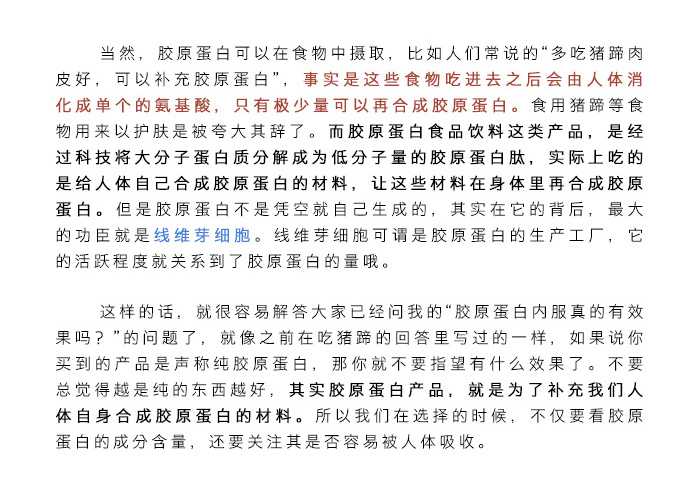 当然，胶原蛋白可以在食物中摄取，比如人们常说的“多吃猪蹄肉
皮好，可以补充胶原蛋白”，事实是这些食物吃进去之后会由人体消
化成单个的氨基酸，只有极少量可以再合成胶原蛋白。食用猪蹄等食
物用来以护肤是被夸大其辞了。而胶原蛋白食品饮料这类产品，是经
过科技将大分子蛋白质分解成为低分子量的胶原蛋白肽，实际上吃的
是给人体自己合成胶原蛋白的材料，让这些材料在身体里再合成胶原
蛋白。但是胶原蛋白不是凭空就自己生成的，其实在它的背后，最大
的功臣就是线维芽细胞。线维芽细胞可谓是胶原蛋白的生产工厂，它
的活跃程度就关系到了胶原蛋白的量哦。
这样的话，就很容易解答大家已经问我的“胶原蛋白内服真的有效
果吗？”的问题了，就像之前在吃猪蹄的回答里写过的一样，如果说你
买到的产品是声称纯胶原蛋白，那你就不要指望有什么效果了。不要
总觉得越是纯的东西越好，其实胶原蛋白产品，就是为了补充我们人
体自身合成胶原蛋白的材料。所以我们在选择的时候，不仅要看胶原
蛋白的成分含量，还要关注其是否容易被人体吸收。